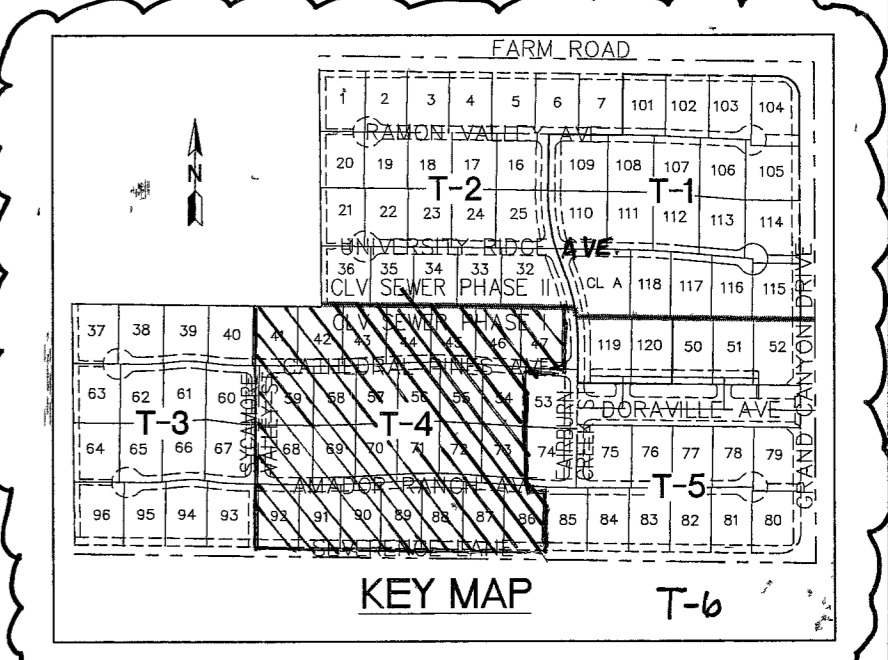 FARM ROAD
1 2 3 4 5 6 7 101 102 103 104
RAMON VALLEY AVE
20 19 18 17 16 109 108 107 106 105
T-2 T-1
21 22 23 24 25 110 111 112 113 114
UNIVERSITY RIDGE AVE.
36 35 34 33 32 CL A 118 117 116 115
CLV SEWER PHASE II
N
GRAND CANYON DRIVE
CLV SEWER PHASE I
37 38 39 40 41 42 43 44 45 46 47 119 120 50 51 52
CATHEDRAL PINES AVE
63 62 61 60 59 58 57 56 55 54 53
DORAVILLE AVE
SYCAMORE
VALLEY ST
FAIRBURN
CREEK ST
T-3 T-4
64 65 66 67 68 69 70 71 72 73 74 75 76 77 78 79
T-5
AMADOR RANCH AVE
96 95 94 93 92 91 90 89 88 87 86 85 84 83 82 81 80
SEVERENCE LANE
KEY MAP
T-6